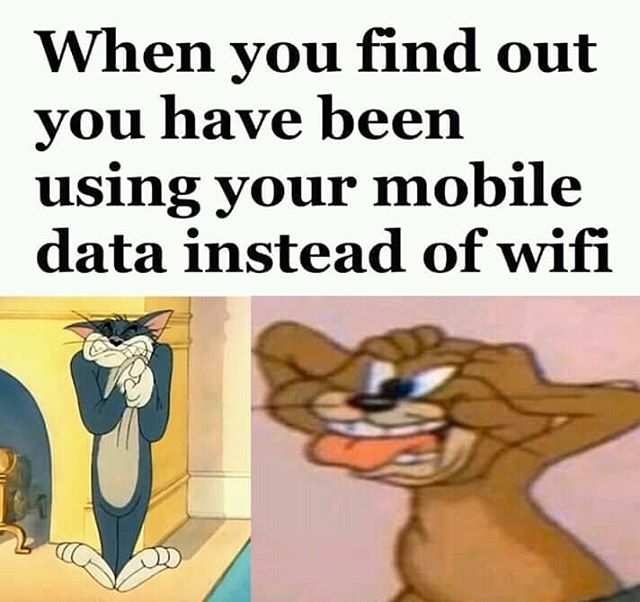 When you find out
you have been
using your mobile
data instead of wifi